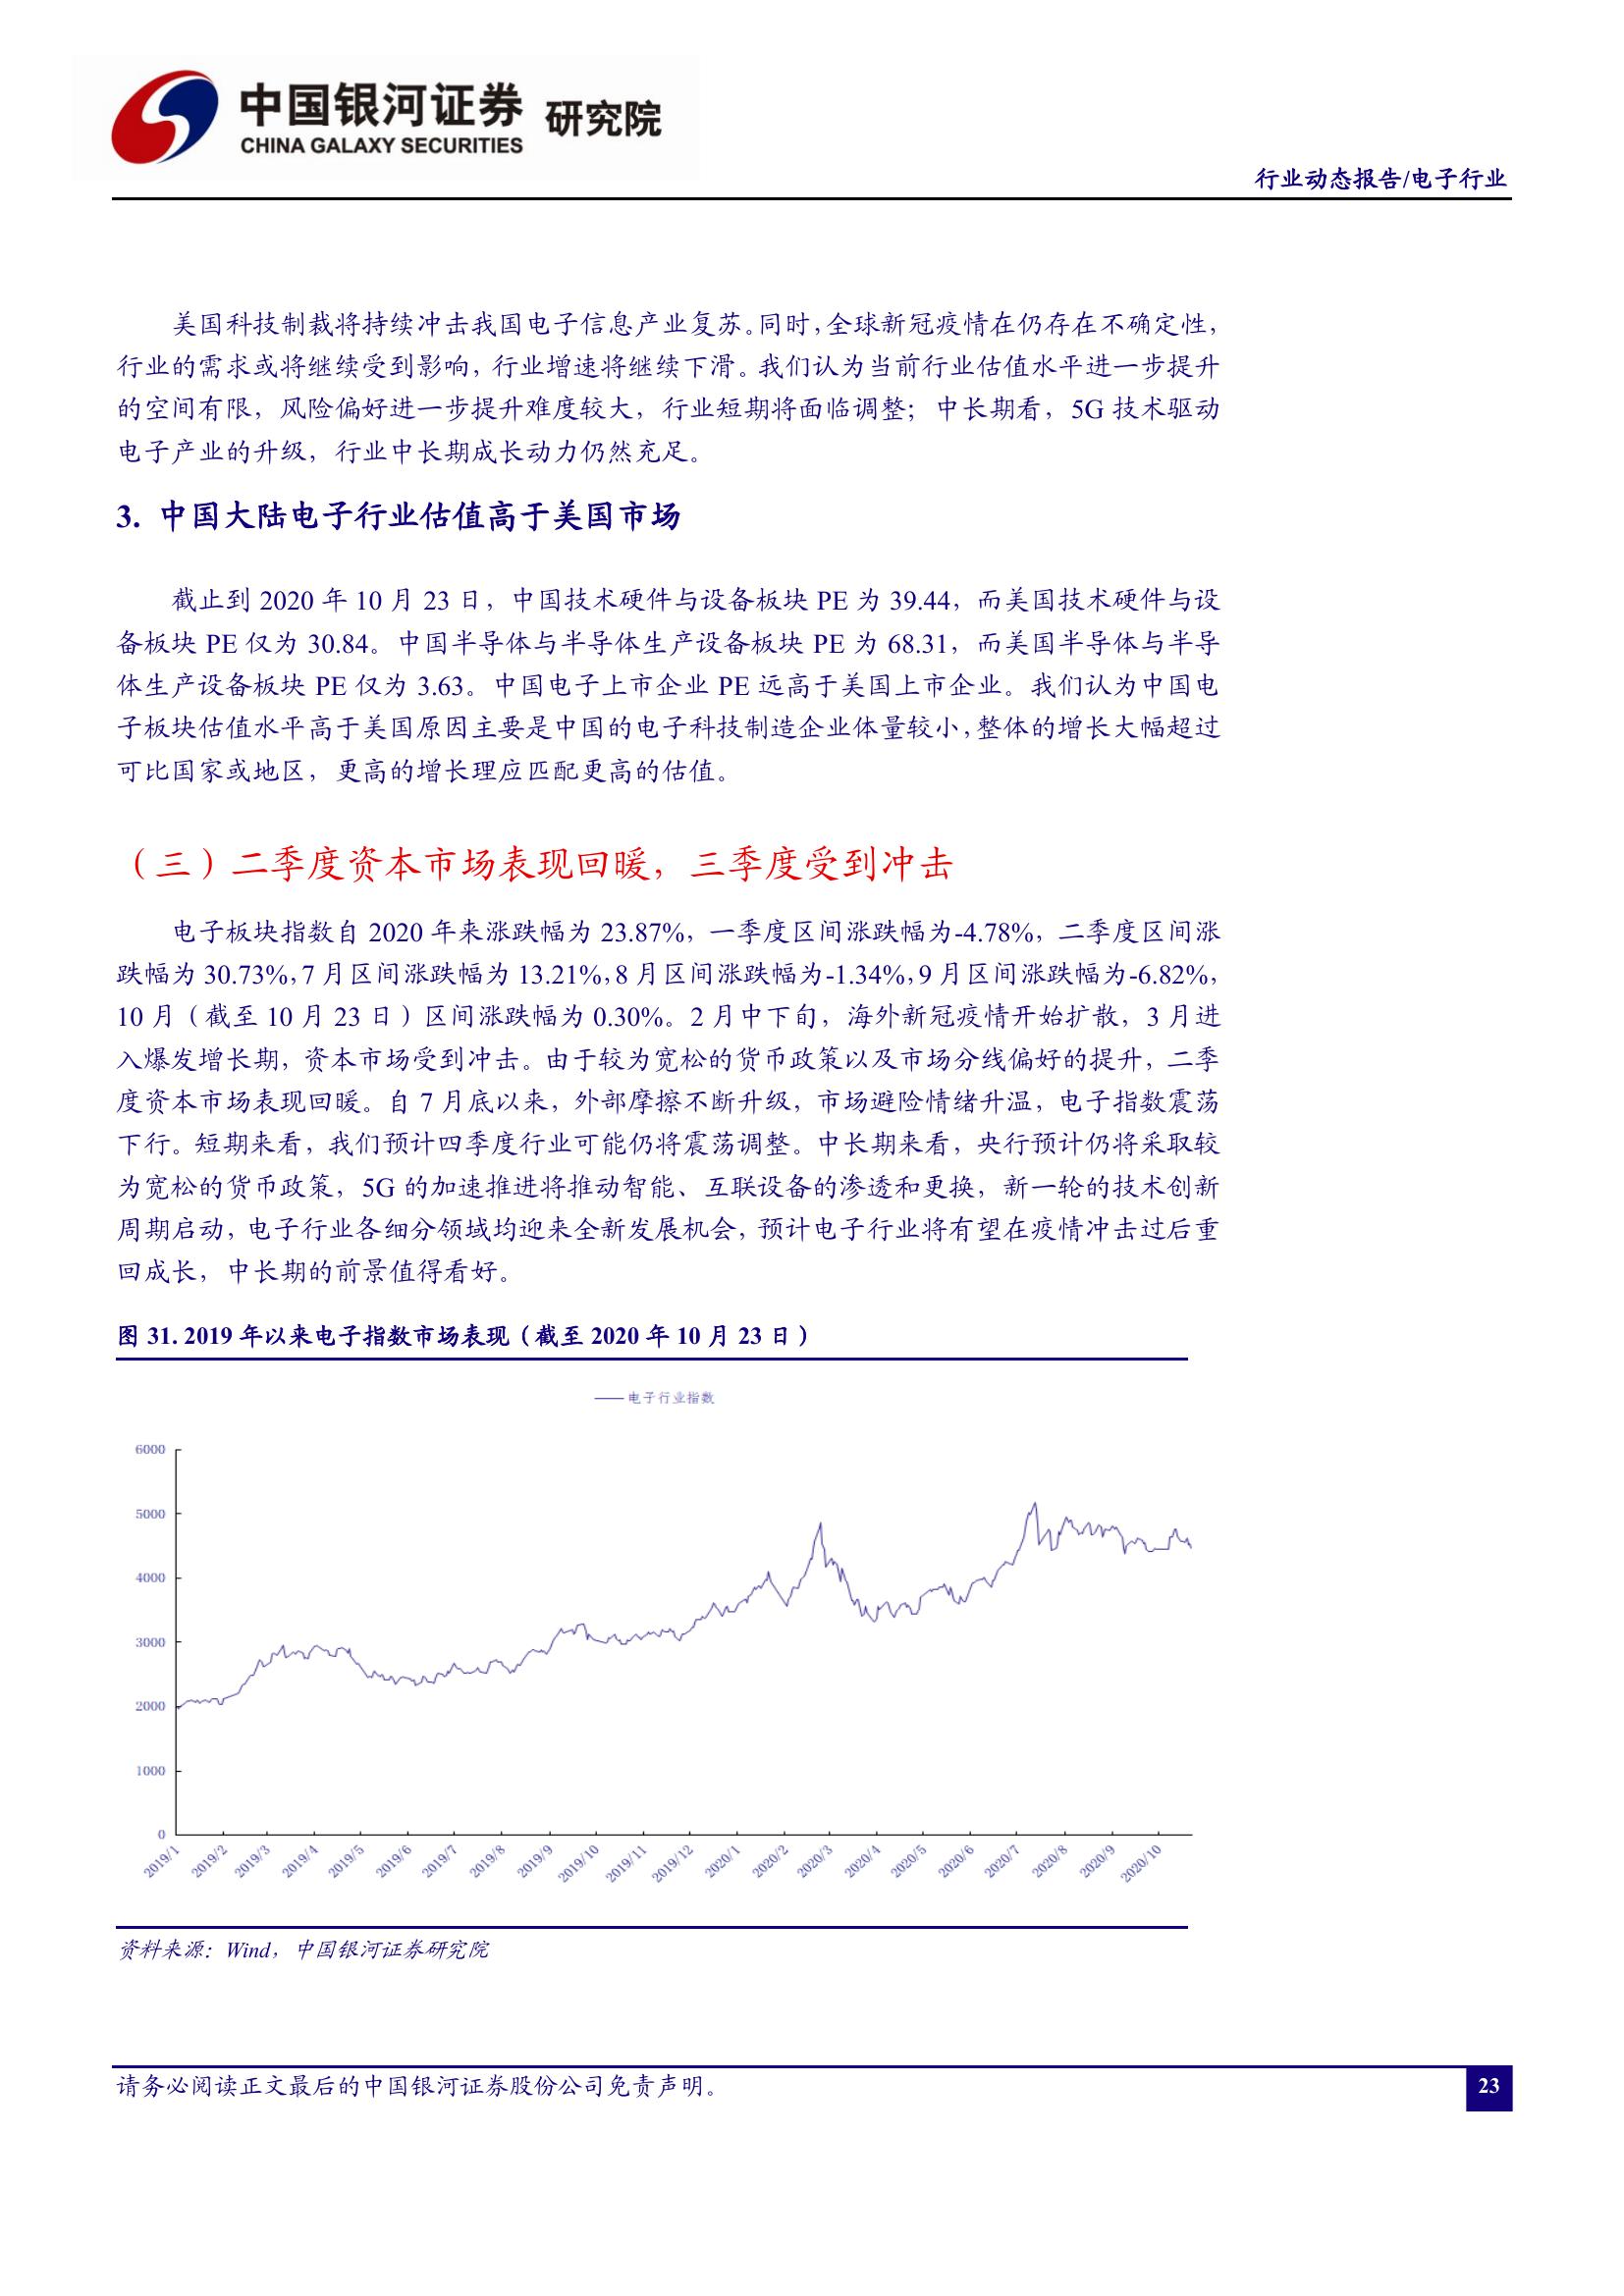 中国银河证券 研究院
CHINA GALAXY SECURITIES
行业动态报告/电子行业
美国科技制裁将持续冲击我国电子信息产业复苏。同时，全球新冠疫情在仍存在不确定性，
行业的需求或将继续受到影响，行业增速将继续下滑。我们认为当前行业估值水平进一步提升
的空间有限，风险偏好进一步提升难度较大，行业短期将面临调整；中长期看，5G 技术驱动
电子产业的升级，行业中长期成长动力仍然充足。
3. 中国大陆电子行业估值高于美国市场
截止到 2020 年 10 月 23 日，中国技术硬件与设备板块 PE 为 39.44，而美国技术硬件与设
备板块 PE 仅为 30.84。中国半导体与半导体生产设备板块 PE 为 68.31，而美国半导体与半导
体生产设备板块 PE 仅为 3.63。中国电子上市企业 PE 远高于美国上市企业。我们认为中国电
子板块估值水平高于美国原因主要是中国的电子科技制造企业体量较小，整体的增长大幅超过
可比国家或地区，更高的增长理应匹配更高的估值。
（三）二季度资本市场表现回暖，三季度受到冲击
电子板块指数自 2020 年来涨跌幅为 23.87%，一季度区间涨跌幅为-4.78%，二季度区间涨
跌幅为 30.73%，7 月区间涨跌幅为 13.21%，8 月区间涨跌幅为-1.34%，9 月区间涨跌幅为-6.82%，
10 月（截至 10 月 23 日）区间涨跌幅为 0.30%。2 月中下旬，海外新冠疫情开始扩散，3 月进
入爆发增长期，资本市场受到冲击。由于较为宽松的货币政策以及市场分线偏好的提升，二季
度资本市场表现回暖。自 7 月底以来，外部摩擦不断升级，市场避险情绪升温，电子指数震荡
下行。短期来看，我们预计四季度行业可能仍将震荡调整。中长期来看，央行预计仍将采取较
为宽松的货币政策，5G 的加速推进将推动智能、互联设备的渗透和更换，新一轮的技术创新
周期启动，电子行业各细分领域均迎来全新发展机会，预计电子行业将有望在疫情冲击过后重
回成长，中长期的前景值得看好。
图 31. 2019 年以来电子指数市场表现（截至 2020 年 10 月 23 日）
电子行业指数
6000
5000
4000
3000
2000
1000
0
2019/1 2019/2 2019/3 2019/4 2019/5 2019/6 2019/7 2019/8 2019/9 2019/10 2019/11 2019/12 2020/1 2020/2 2020/3 2020/4 2020/5 2020/6 2020/7 2020/8 2020/9 2020/10
资料来源：Wind，中国银河证券研究院
请务必阅读正文最后的中国银河证券股份公司免责声明。
23